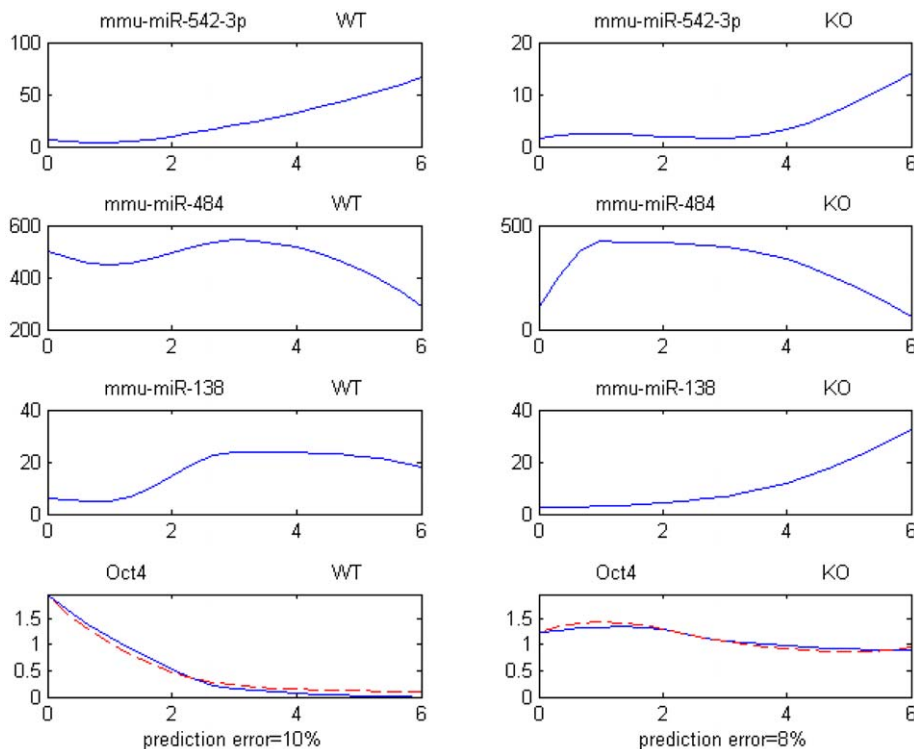 mmu-miR-542-3p WT
100
50
0
0 2 4 6
mmu-miR-542-3p KO
20
10
0
0 2 4 6
mmu-miR-484 WT
600
400
200
0 2 4 6
mmu-miR-484 KO
500
0
0 2 4 6
mmu-miR-138 WT
40
20
0
0 2 4 6
mmu-miR-138 KO
40
20
0
0 2 4 6
Oct4 WT
1.5
1
0.5
0
0 2 4 6
prediction error=10%
Oct4 KO
1.5
1
0.5
0
0 2 4 6
prediction error=8%